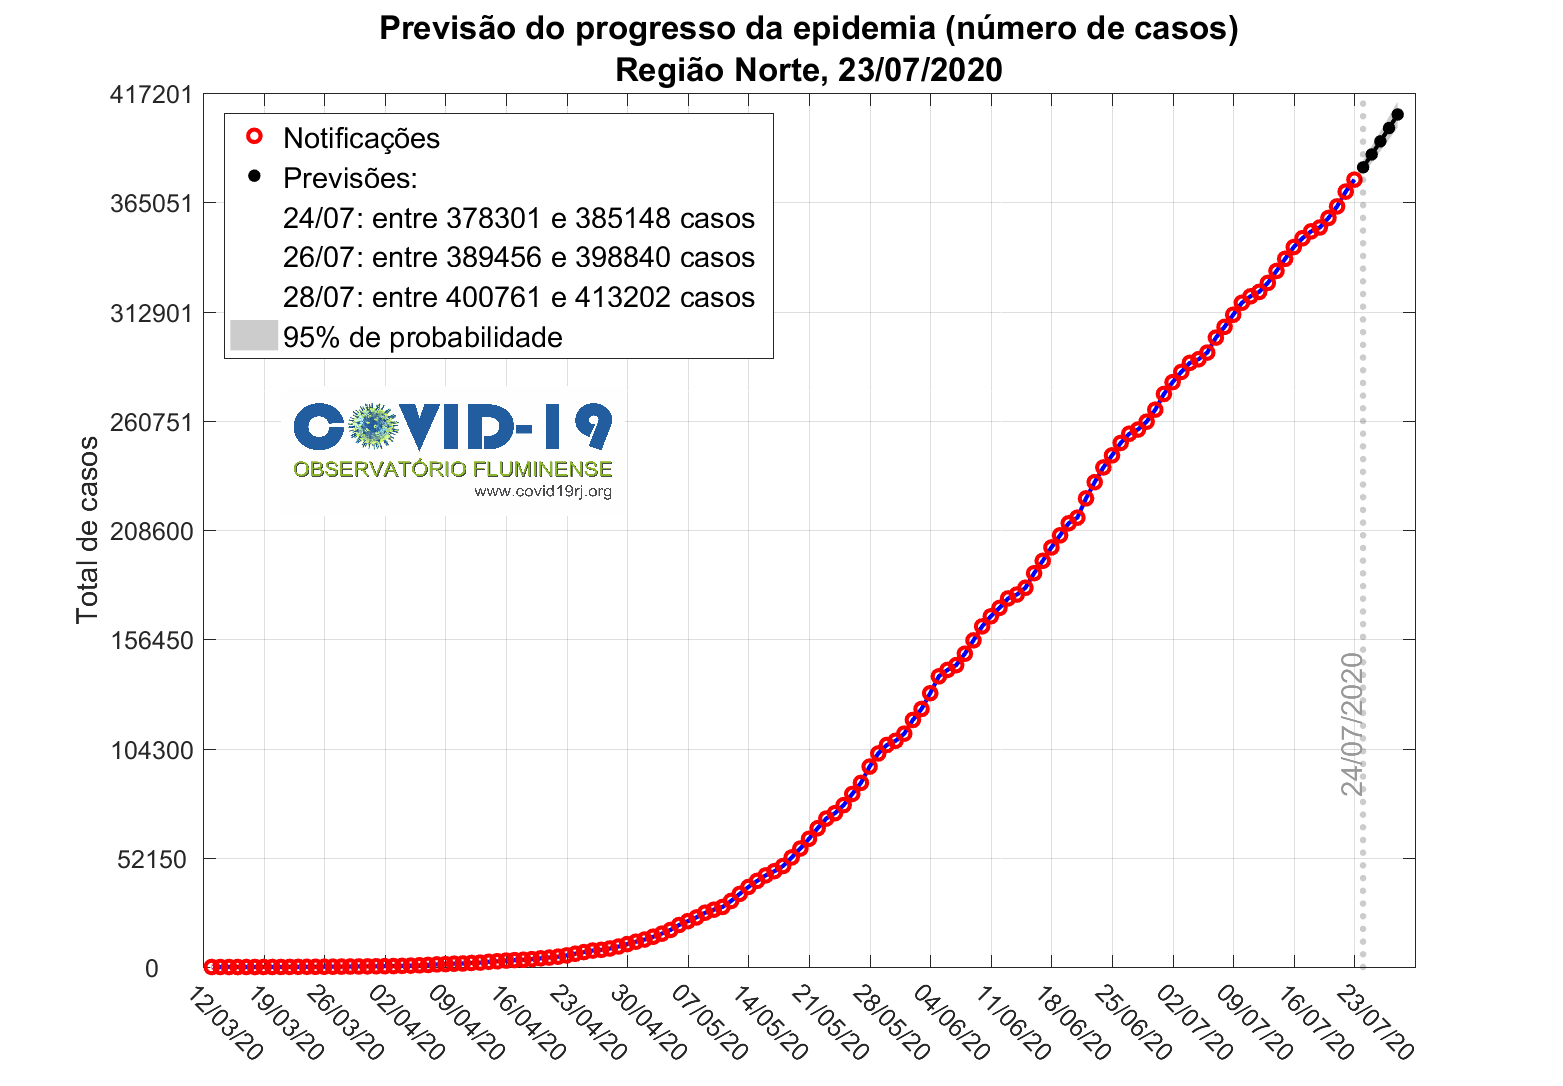 Previsão do progresso da epidemia (número de casos)
Região Norte, 23/07/2020
417201
365051
312901
260751
208600
156450
104300
52150
0
Total de casos
Notificações
Previsões:
24/07: entre 378301 e 385148 casos
26/07: entre 389456 e 398840 casos
28/07: entre 400761 e 413202 casos
95% de probabilidade
COVID-19
OBSERVATÓRIO FLUMINENSE
www.covid19rj.org
24/07/2020
12/03/20
19/03/20
26/03/20
02/04/20
09/04/20
16/04/20
23/04/20
30/04/20
07/05/20
14/05/20
21/05/20
28/05/20
04/06/20
11/06/20
18/06/20
25/06/20
02/07/20
09/07/20
16/07/20
23/07/20